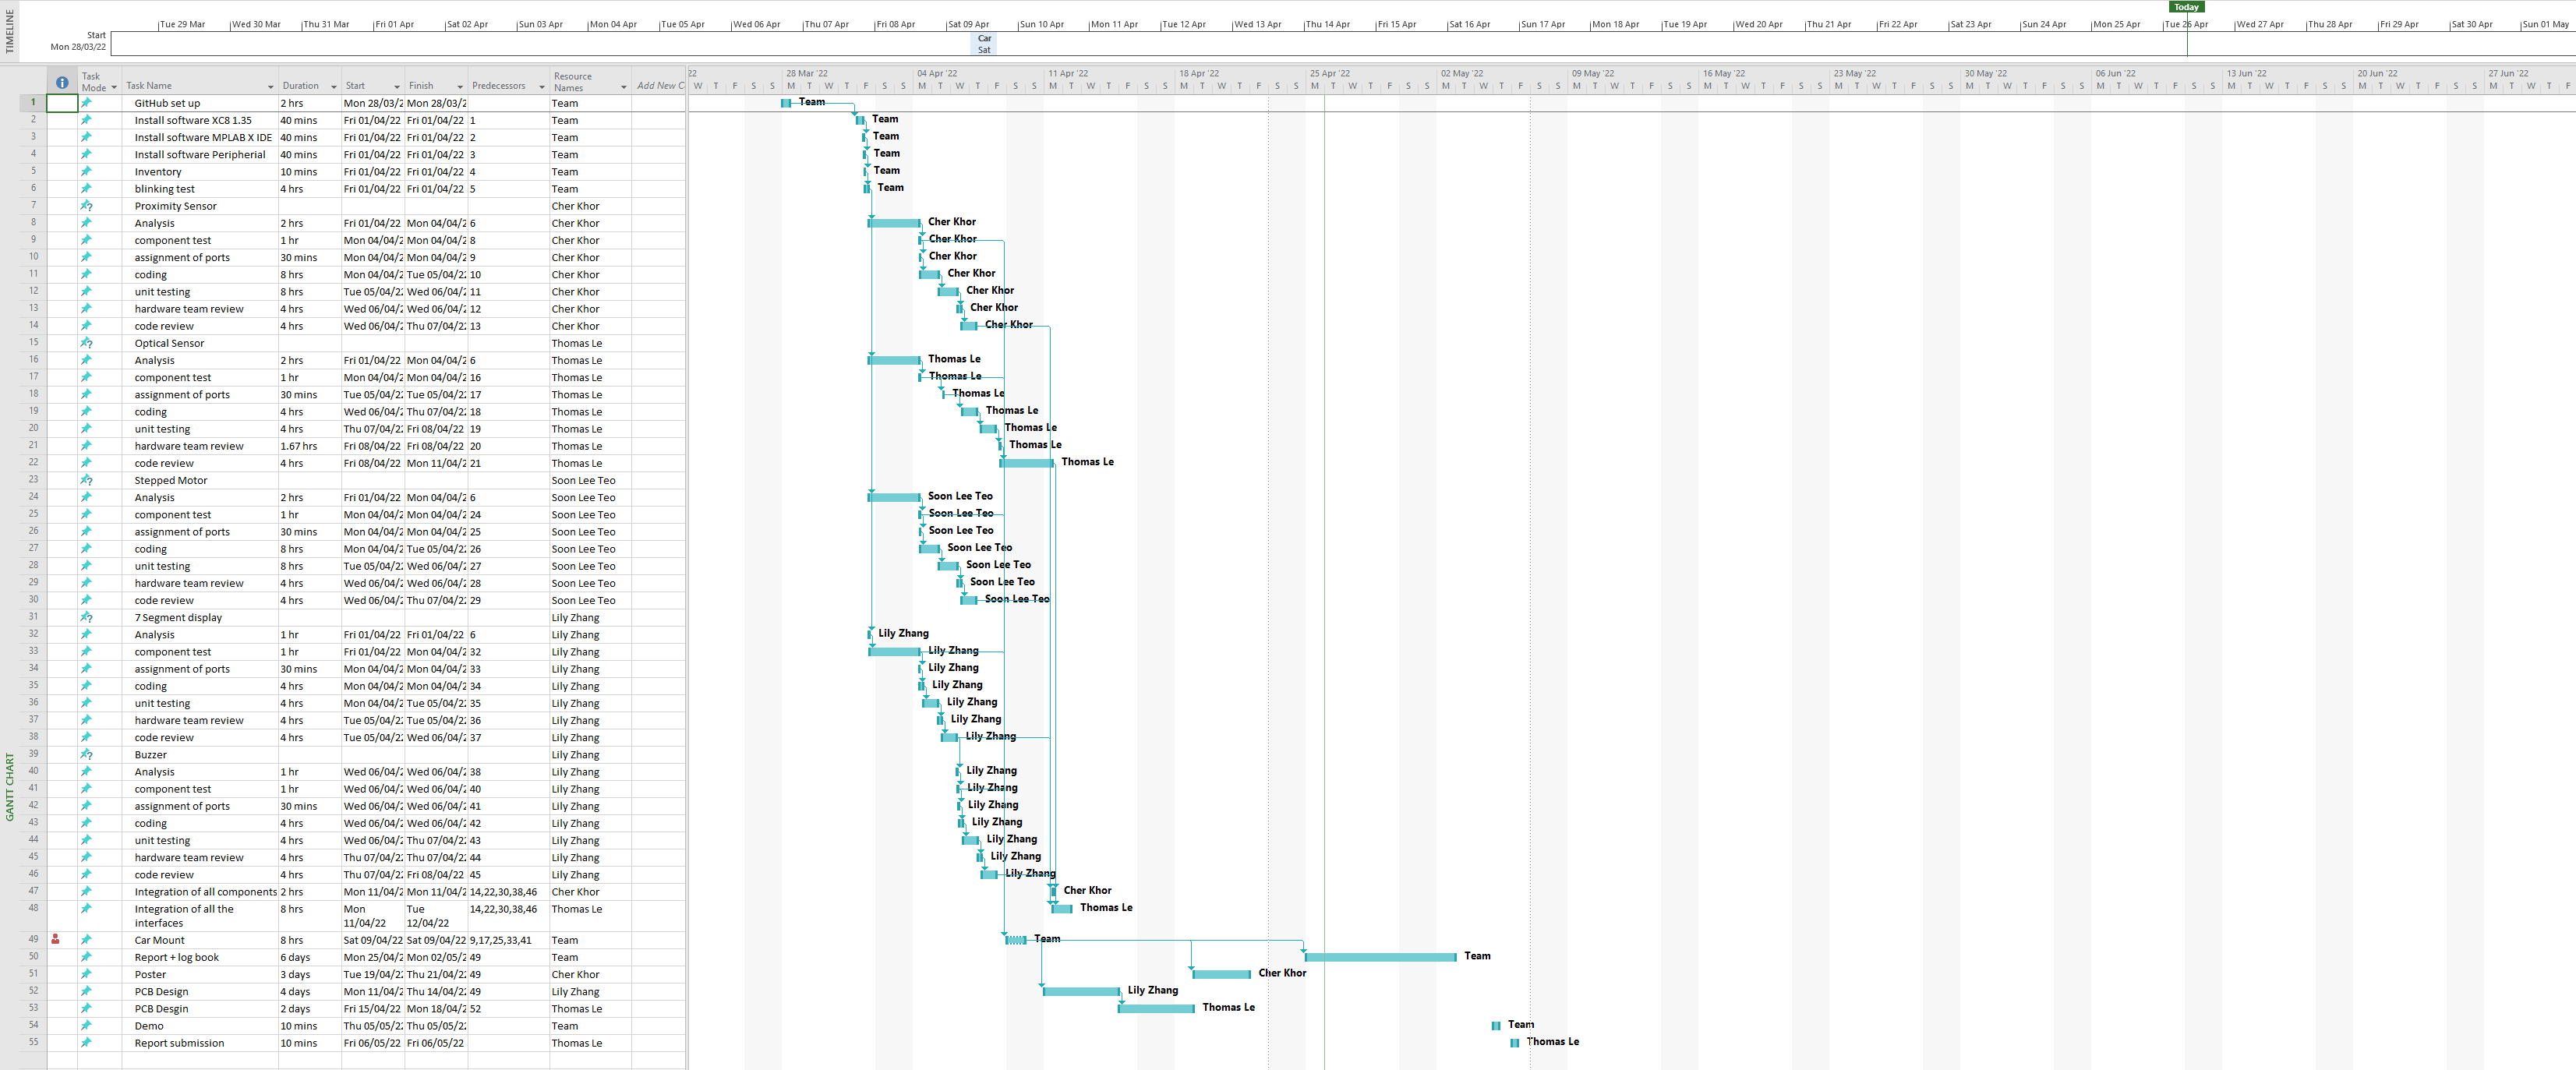 TIMELINE
Today
Tue 29 Mar Wed 30 Mar Thu 31 Mar Fri 01 Apr Sat 02 Apr Sun 03 Apr Mon 04 Apr Tue 05 Apr Wed 06 Apr Thu 07 Apr Fri 08 Apr Sat 09 Apr Sun 10 Apr Mon 11 Apr Tue 12 Apr Wed 13 Apr Thu 14 Apr Fri 15 Apr Sat 16 Apr Sun 17 Apr Mon 18 Apr Tue 19 Apr Wed 20 Apr Thu 21 Apr Fri 22 Apr Sat 23 Apr Sun 24 Apr Mon 25 Apr Tue 26 Apr Wed 27 Apr Thu 28 Apr Fri 29 Apr Sat 30 Apr Sun 01 May
Start
Mon 28/03/22
Car
Sat
GANTT CHART
Task Mode Task Name Duration Start Finish Predecessors Resource Names Add New C
22 28 Mar '22 04 Apr '22 11 Apr '22 18 Apr '22 25 Apr '22 02 May '22 09 May '22 16 May '22 23 May '22 30 May '22 06 Jun '22 13 Jun '22 20 Jun '22 27 Jun '22
W T F S S M T W T F S S M T W T F S S M T W T F S S M T W T F S S M T W T F S S M T W T F S S M T W T F S S M T W T F S S M T W T F S S M T W T F S S M T W T F S S M T W T F S S M T W T F S S M T W T F
1 GitHub set up 2 hrs Mon 28/03/2 Mon 28/03/2 Team Team
2 Install software XC8 1.35 40 mins Fri 01/04/22 Fri 01/04/22 1 Team Team
3 Install software MPLAB X IDE 40 mins Fri 01/04/22 Fri 01/04/22 2 Team Team
4 Install software Peripherial 40 mins Fri 01/04/22 Fri 01/04/22 3 Team Team
5 Inventory 10 mins Fri 01/04/22 Fri 01/04/22 4 Team Team
6 blinking test 4 hrs Fri 01/04/22 Fri 01/04/22 5 Team Team
7 Proximity Sensor Cher Khor
8 Analysis 2 hrs Fri 01/04/22 Mon 04/04/2 6 Cher Khor Cher Khor
9 component test 1 hr Mon 04/04/2 Mon 04/04/2 8 Cher Khor Cher Khor
10 assignment of ports 30 mins Mon 04/04/2 Mon 04/04/2 9 Cher Khor Cher Khor
11 coding 8 hrs Mon 04/04/2 Tue 05/04/22 10 Cher Khor Cher Khor
12 unit testing 8 hrs Tue 05/04/22 Wed 06/04/2 11 Cher Khor Cher Khor
13 hardware team review 4 hrs Wed 06/04/2 Wed 06/04/2 12 Cher Khor Cher Khor
14 code review 4 hrs Wed 06/04/2 Thu 07/04/22 13 Cher Khor Cher Khor
15 Optical Sensor Thomas Le
16 Analysis 2 hrs Fri 01/04/22 Mon 04/04/2 6 Thomas Le Thomas Le
17 component test 1 hr Mon 04/04/2 Mon 04/04/2 16 Thomas Le Thomas Le
18 assignment of ports 30 mins Tue 05/04/22 Tue 05/04/22 17 Thomas Le Thomas Le
19 coding 4 hrs Wed 06/04/2 Thu 07/04/22 18 Thomas Le Thomas Le
20 unit testing 4 hrs Thu 07/04/22 Fri 08/04/22 19 Thomas Le Thomas Le
21 hardware team review 1.67 hrs Fri 08/04/22 Fri 08/04/22 20 Thomas Le Thomas Le
22 code review 4 hrs Fri 08/04/22 Mon 11/04/2 21 Thomas Le Thomas Le
23 Stepped Motor Soon Lee Teo
24 Analysis 2 hrs Fri 01/04/22 Mon 04/04/2 6 Soon Lee Teo Soon Lee Teo
25 component test 1 hr Mon 04/04/2 Mon 04/04/2 24 Soon Lee Teo Soon Lee Teo
26 assignment of ports 30 mins Mon 04/04/2 Mon 04/04/2 25 Soon Lee Teo Soon Lee Teo
27 coding 8 hrs Mon 04/04/2 Tue 05/04/22 26 Soon Lee Teo Soon Lee Teo
28 unit testing 8 hrs Tue 05/04/22 Wed 06/04/2 27 Soon Lee Teo Soon Lee Teo
29 hardware team review 4 hrs Wed 06/04/2 Wed 06/04/2 28 Soon Lee Teo Soon Lee Teo
30 code review 4 hrs Wed 06/04/2 Thu 07/04/22 29 Soon Lee Teo Soon Lee Teo
31 7 Segment display Lily Zhang
32 Analysis 1 hr Fri 01/04/22 Fri 01/04/22 6 Lily Zhang Lily Zhang
33 component test 1 hr Fri 01/04/22 Mon 04/04/2 32 Lily Zhang Lily Zhang
34 assignment of ports 30 mins Mon 04/04/2 Mon 04/04/2 33 Lily Zhang Lily Zhang
35 coding 4 hrs Mon 04/04/2 Mon 04/04/2 34 Lily Zhang Lily Zhang
36 unit testing 4 hrs Mon 04/04/2 Tue 05/04/22 35 Lily Zhang Lily Zhang
37 hardware team review 4 hrs Tue 05/04/22 Tue 05/04/22 36 Lily Zhang Lily Zhang
38 code review 4 hrs Tue 05/04/22 Wed 06/04/2 37 Lily Zhang Lily Zhang
39 Buzzer Lily Zhang
40 Analysis 1 hr Wed 06/04/2 Wed 06/04/2 38 Lily Zhang Lily Zhang
41 component test 1 hr Wed 06/04/2 Wed 06/04/2 40 Lily Zhang Lily Zhang
42 assignment of ports 30 mins Wed 06/04/2 Wed 06/04/2 41 Lily Zhang Lily Zhang
43 coding 4 hrs Wed 06/04/2 Wed 06/04/2 42 Lily Zhang Lily Zhang
44 unit testing 4 hrs Wed 06/04/2 Thu 07/04/22 43 Lily Zhang Lily Zhang
45 hardware team review 4 hrs Thu 07/04/22 Thu 07/04/22 44 Lily Zhang Lily Zhang
46 code review 4 hrs Thu 07/04/22 Fri 08/04/22 45 Lily Zhang Lily Zhang
47 Integration of all components 2 hrs Mon 11/04/2 Mon 11/04/2 14,22,30,38,46 Cher Khor Cher Khor
48 Integration of all the 8 hrs Mon Tue 14,22,30,38,46 Thomas Le Thomas Le
interfaces 11/04/22 12/04/22
49 Car Mount 8 hrs Sat 09/04/22 Sat 09/04/22 9,17,25,33,41 Team Team
50 Report + log book 6 days Mon 25/04/2 Mon 02/05/2 49 Team Team
51 Poster 3 days Tue 19/04/22 Thu 21/04/22 49 Cher Khor Cher Khor
52 PCB Design 4 days Mon 11/04/2 Thu 14/04/22 49 Lily Zhang Lily Zhang
53 PCB Desgin 2 days Fri 15/04/22 Mon 18/04/2 52 Thomas Le Thomas Le
54 Demo 10 mins Thu 05/05/22 Thu 05/05/22 Team Team
55 Report submission 10 mins Fri 06/05/22 Fri 06/05/22 Thomas Le Thomas Le